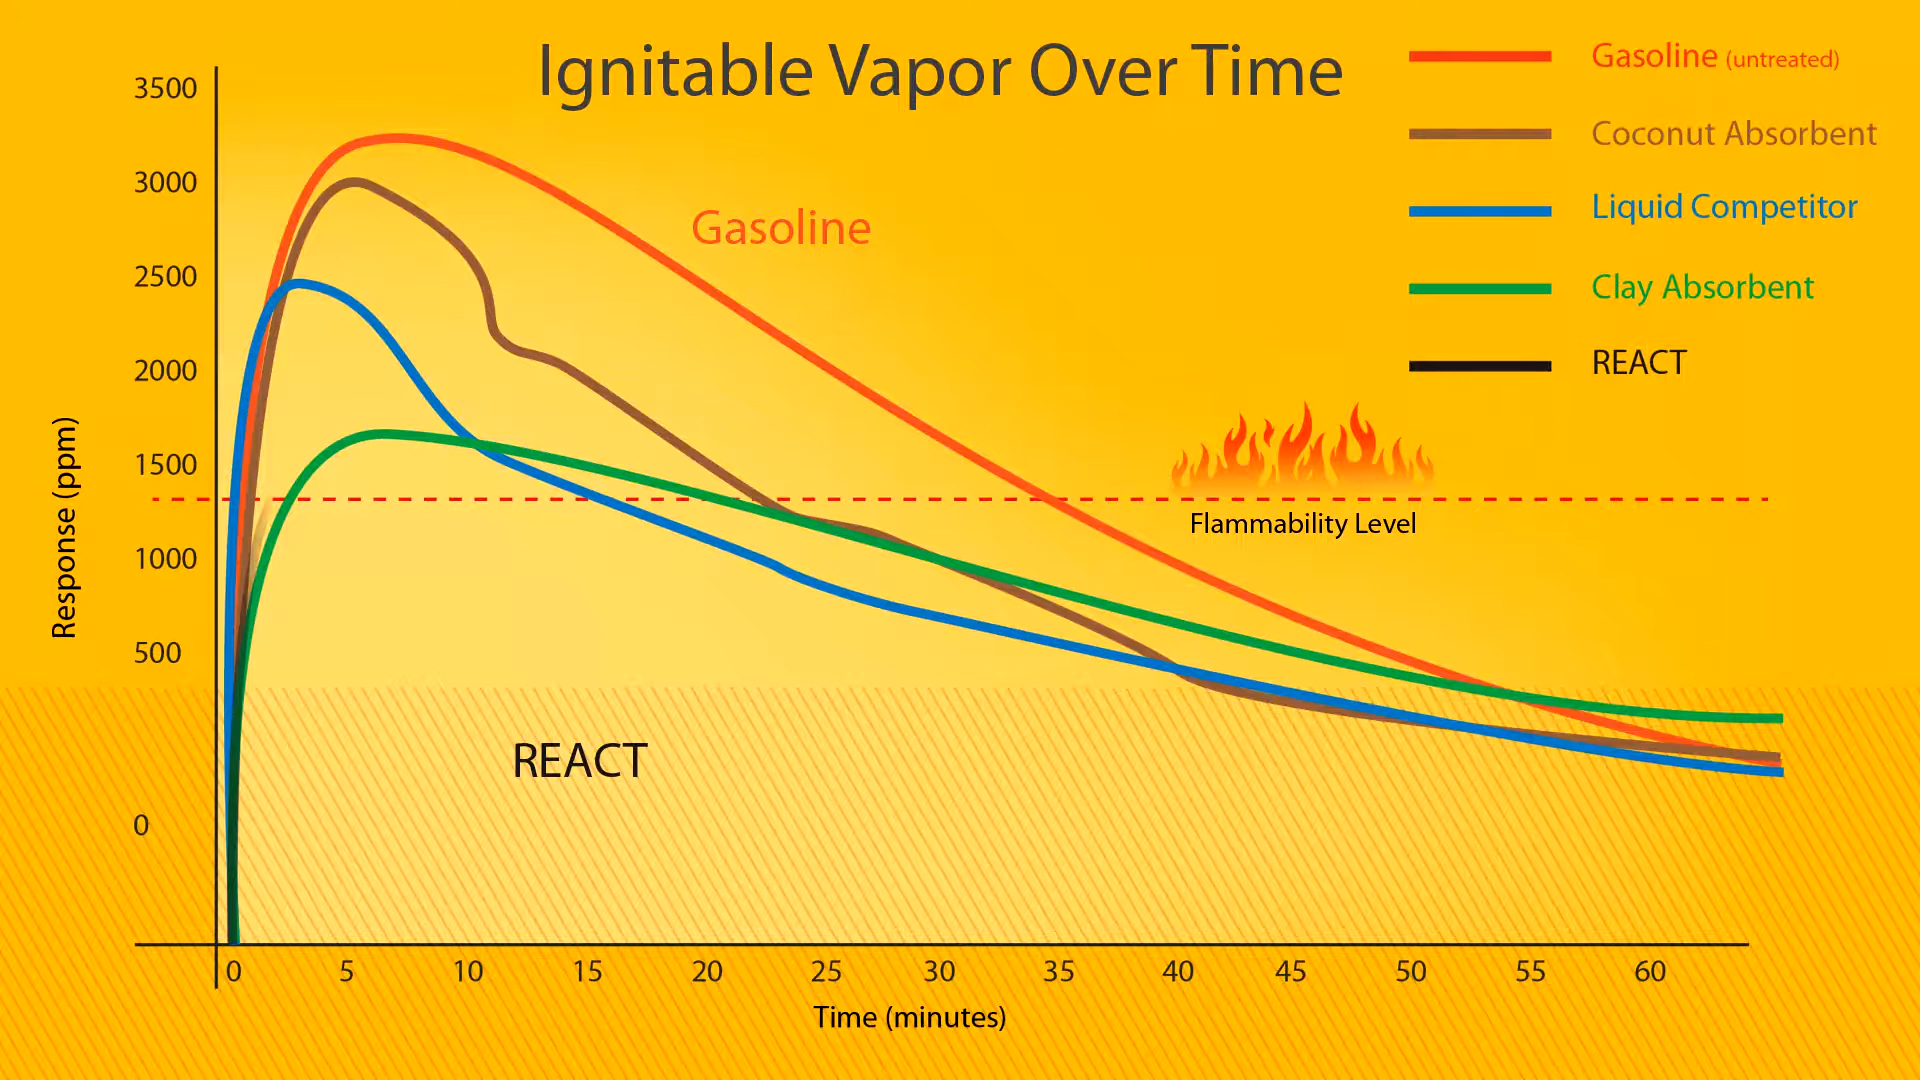 Ignitable Vapor Over Time
Gasoline (untreated)
Coconut Absorbent
Liquid Competitor
Clay Absorbent
REACT
3500
3000
2500
2000
1500
1000
500
0
Response (ppm)
Gasoline
Flammability Level
REACT
0 5 10 15 20 25 30 35 40 45 50 55 60
Time (minutes)